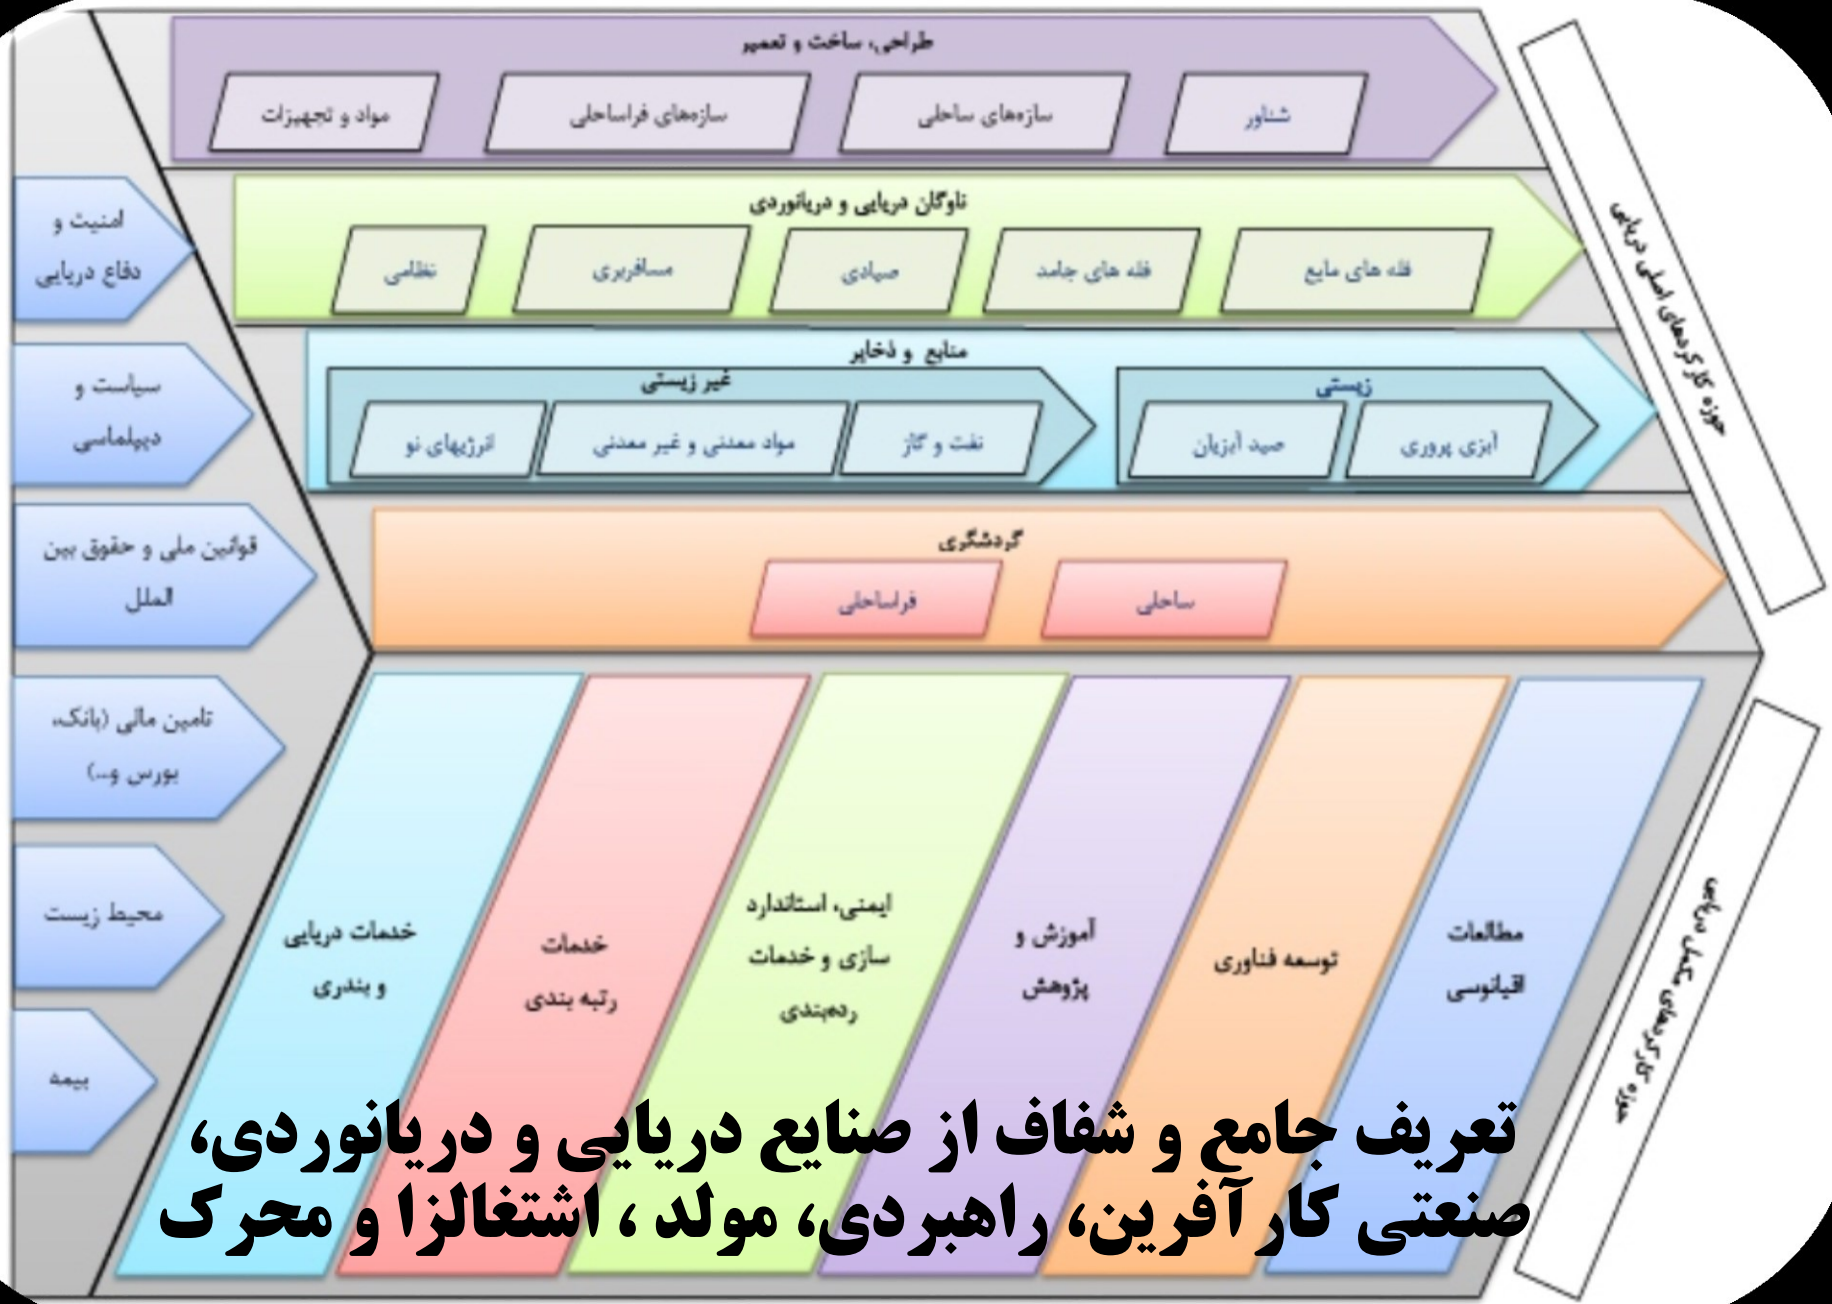 طراحی، ساخت و تعمیر
شناور
سازه‌های ساحلی
سازه‌های فراساحلی
مواد و تجهیزات
ناوگان دریایی و دریانوردی
فله های مایع
فله های جامد
صیادی
مسافربری
نظامی
منابع و ذخایر
زیستی
آبزی پروری
صید آبزیان
غیر زیستی
نفت و گاز
مواد معدنی و غیر معدنی
انرژیهای نو
گردشگری
ساحلی
فراساحلی
حوزه کارکردهای اصلی دریایی
حوزه کارکردهای مکمل دریایی
مطالعات
اقیانوسی
توسعه فناوری
آموزش و
پژوهش
ایمنی، استاندارد
سازی و خدمات
رده‌بندی
خدمات
رتبه بندی
خدمات دریایی
و بندری
امنیت و
دفاع دریایی
سیاست و
دیپلماسی
قوانین ملی و حقوق بین
الملل
تامین مالی (بانک،
بورس و...)
محیط زیست
بیمه
تعریف جامع و شفاف از صنایع دریایی و دریانوردی،
صنعتی کار آفرین، راهبردی، مولد ، اشتغالزا و محرک